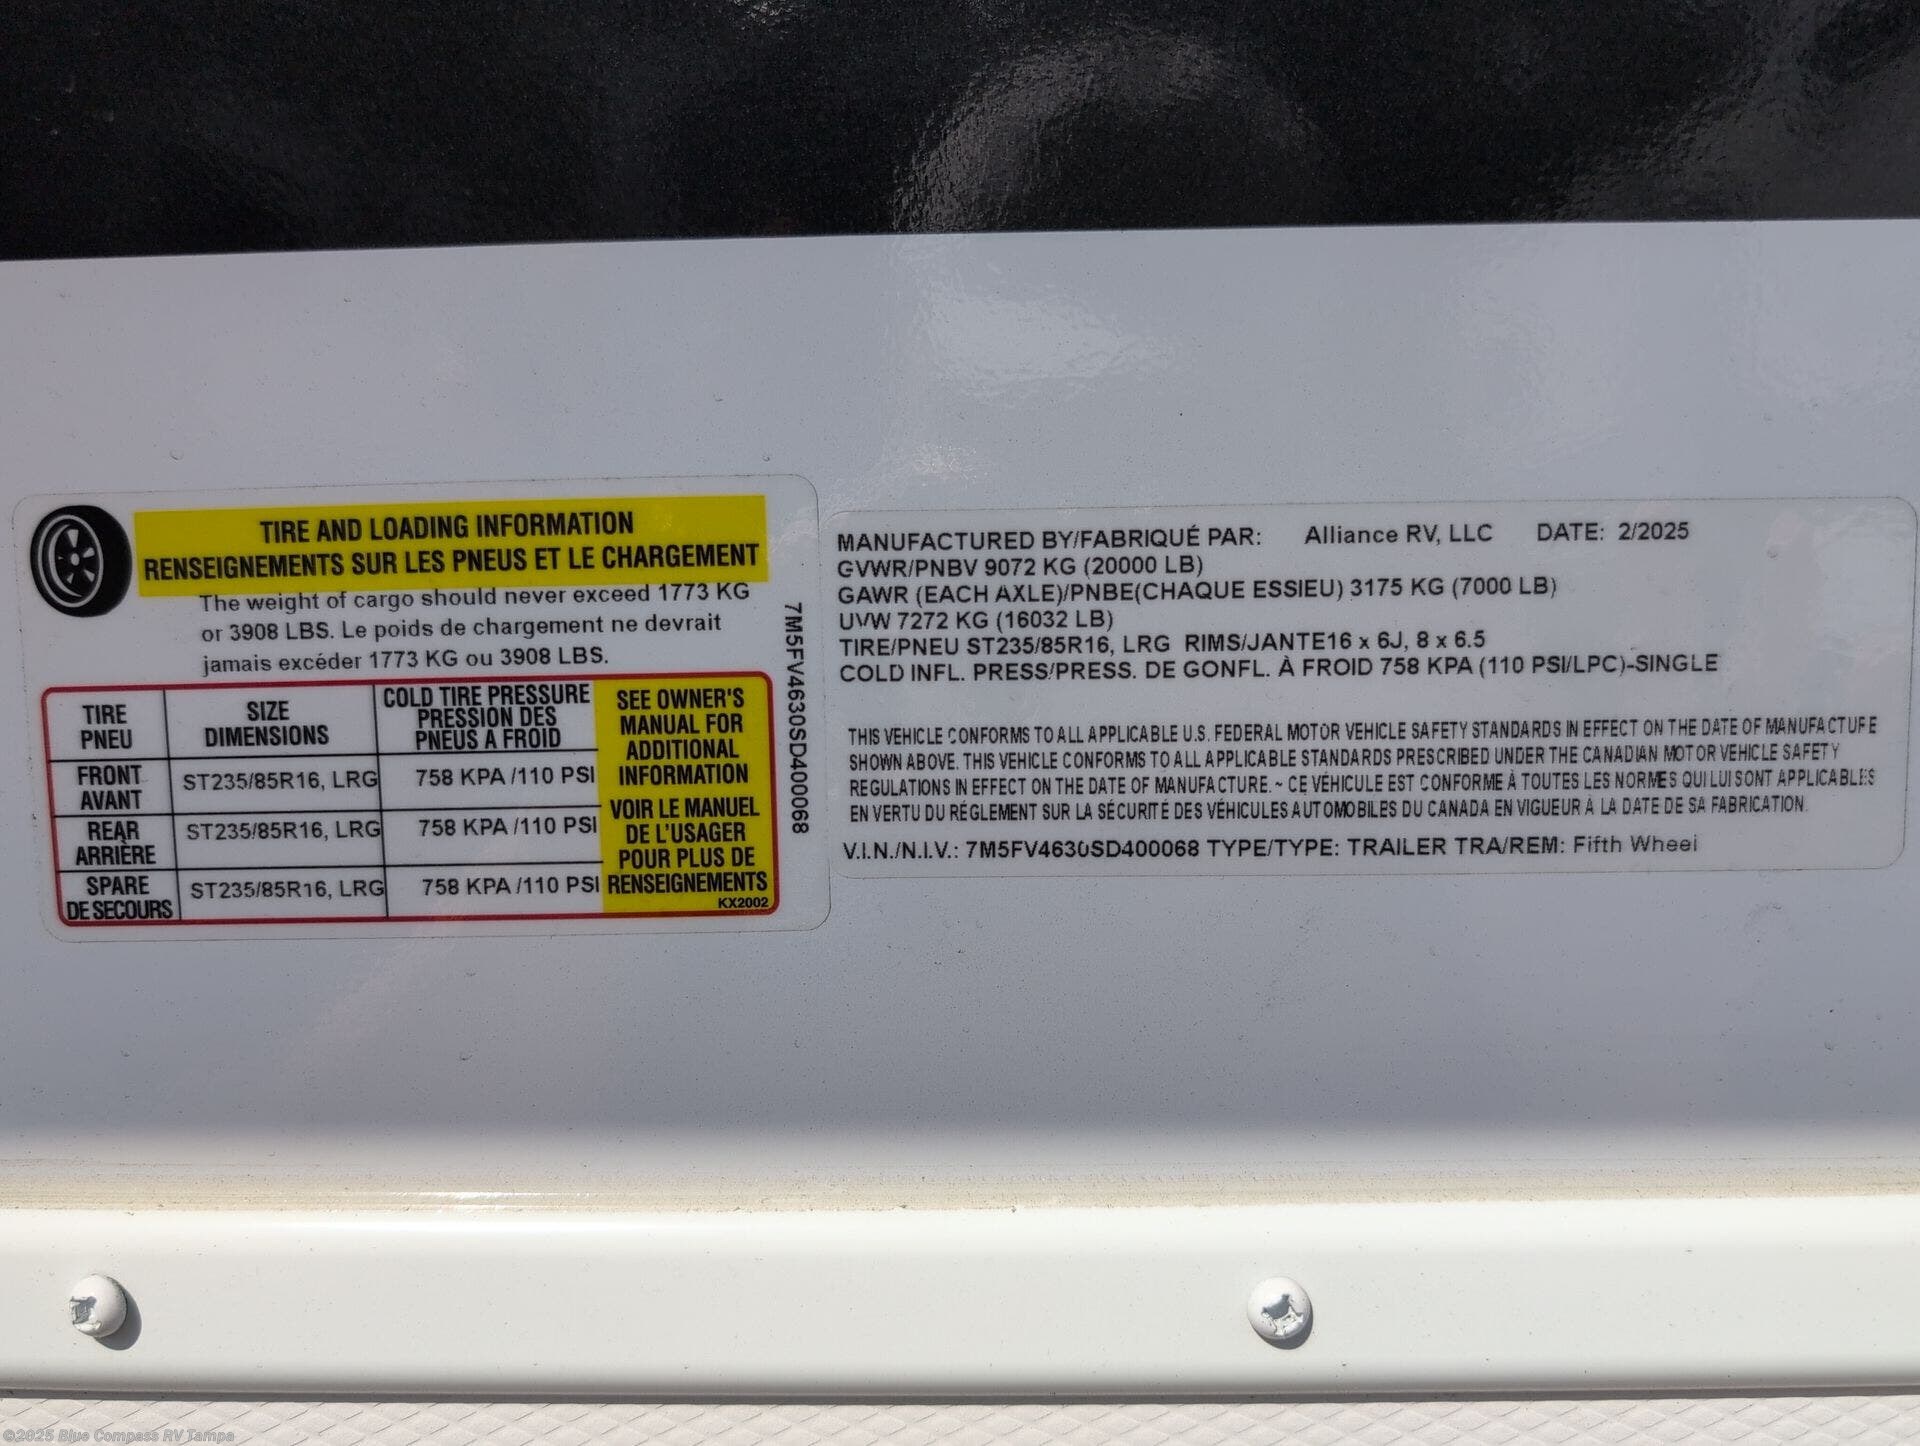 TIRE AND LOADING INFORMATION
RENSEIGNEMENTS SUR LES PNEUS ET LE CHARGEMENT
The weight of cargo should never exceed 1773 KG
or 3908 LBS. Le poids de chargement ne devrait
jamais excéder 1773 KG ou 3908 LBS.
TIRE
PNEU
SIZE
DIMENSIONS
COLD TIRE PRESSURE
PRESSION DES
PNEUS A FROID
FRONT
AVANT
ST235/85R16, LRG
758 KPA /110 PSI
REAR
ARRIÈRE
ST235/85R16, LRG
758 KPA /110 PSI
SPARE
DE SECOURS
ST235/85R16, LRG
758 KPA /110 PSI
SEE OWNER'S
MANUAL FOR
ADDITIONAL
INFORMATION
VOIR LE MANUEL
DE L'USAGER
POUR PLUS DE
RENSEIGNEMENTS
KX2002
7M5FV4630SD400068
MANUFACTURED BY/FABRIQUÉ PAR: Alliance RV, LLC DATE: 2/2025
GVWR/PNBV 9072 KG (20000 LB)
GAWR (EACH AXLE)/PNBE(CHAQUE ESSIEU) 3175 KG (7000 LB)
UVW 7272 KG (16032 LB)
TIRE/PNEU ST235/85R16, LRG RIMS/JANTE16 x 6J, 8 x 6.5
COLD INFL. PRESS/PRESS. DE GONFL. À FROID 758 KPA (110 PSI/LPC)-SINGLE
THIS VEHICLE CONFORMS TO ALL APPLICABLE U.S. FEDERAL MOTOR VEHICLE SAFETY STANDARDS IN EFFECT ON THE DATE OF MANUFACTURE
SHOWN ABOVE. THIS VEHICLE CONFORMS TO ALL APPLICABLE STANDARDS PRESCRIBED UNDER THE CANADIAN MOTOR VEHICLE SAFETY
REGULATIONS IN EFFECT ON THE DATE OF MANUFACTURE. ~ CE VÉHICULE EST CONFORME À TOUTES LES NORMES QUI LUI SONT APPLICABLES
EN VERTU DU RÉGLEMENT SUR LA SÉCURITÉ DES VÉHICULES AUTOMOBILES DU CANADA EN VIGUEUR À LA DATE DE SA FABRICATION.
V.I.N./N.I.V.: 7M5FV4630SD400068 TYPE/TYPE: TRAILER TRA/REM: Fifth Wheel
©2025 Blue Compass RV Tampa